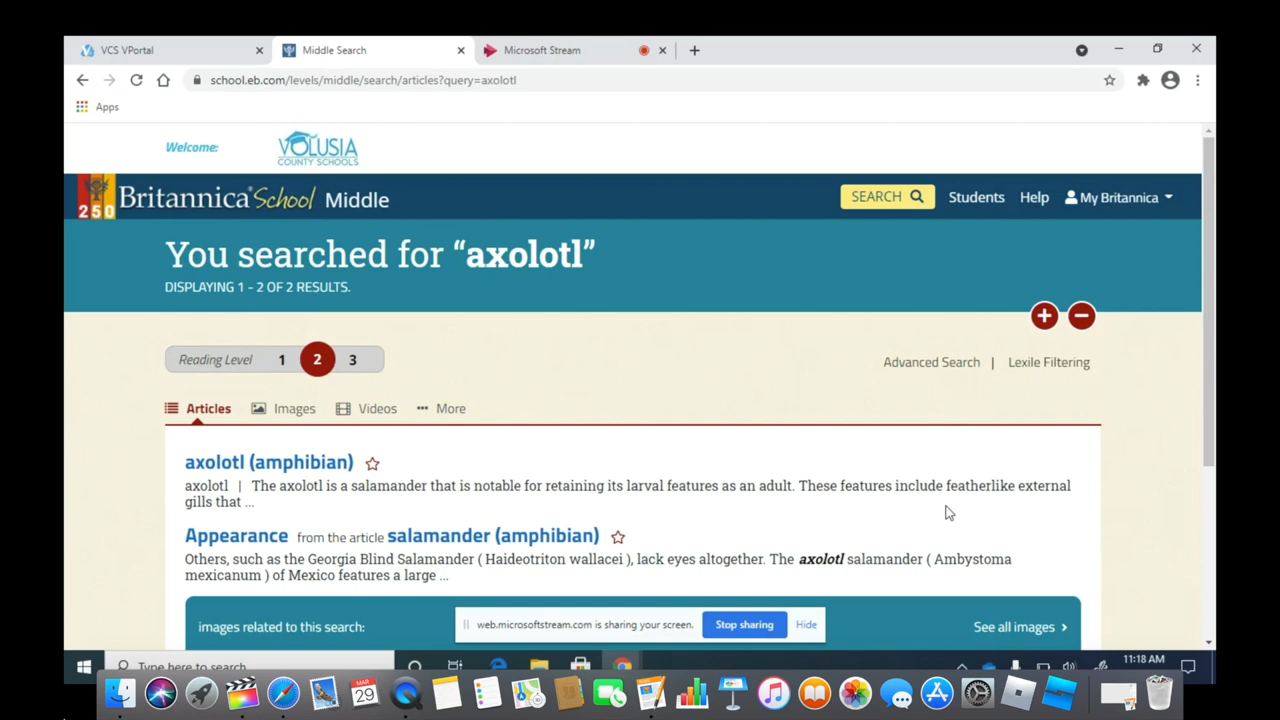 VCS VPortal
Middle Search
Microsoft Stream
school.eb.com/levels/middle/search/articles?query=axolotl
Apps
Welcome:
VOLUSIA
COUNTY SCHOOLS
250
Britannica® School Middle
SEARCH
Students
Help
My Britannica
You searched for “axolotl”
DISPLAYING 1 - 2 OF 2 RESULTS.
Reading Level 1 2 3
Advanced Search | Lexile Filtering
Articles
Images
Videos
More
axolotl (amphibian)
axolotl | The axolotl is a salamander that is notable for retaining its larval features as an adult. These features include featherlike external
gills that ...
Appearance from the article salamander (amphibian)
Others, such as the Georgia Blind Salamander ( Haideotriton wallacei ), lack eyes altogether. The axolotl salamander ( Ambystoma
mexicanum ) of Mexico features a large ...
images related to this search:
web.microsoftstream.com is sharing your screen.
Stop sharing
Hide
See all images
Type here to search
11:18 AM
MAR
29